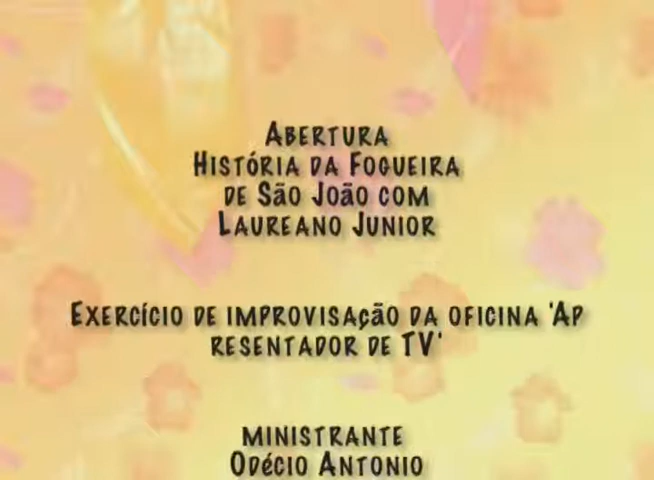 Abertura
História da Fogueira
de São João com
Laureano Junior
Exercício de improvisação da oficina 'Ap
resentador de TV'
ministrante
Odécio Antonio